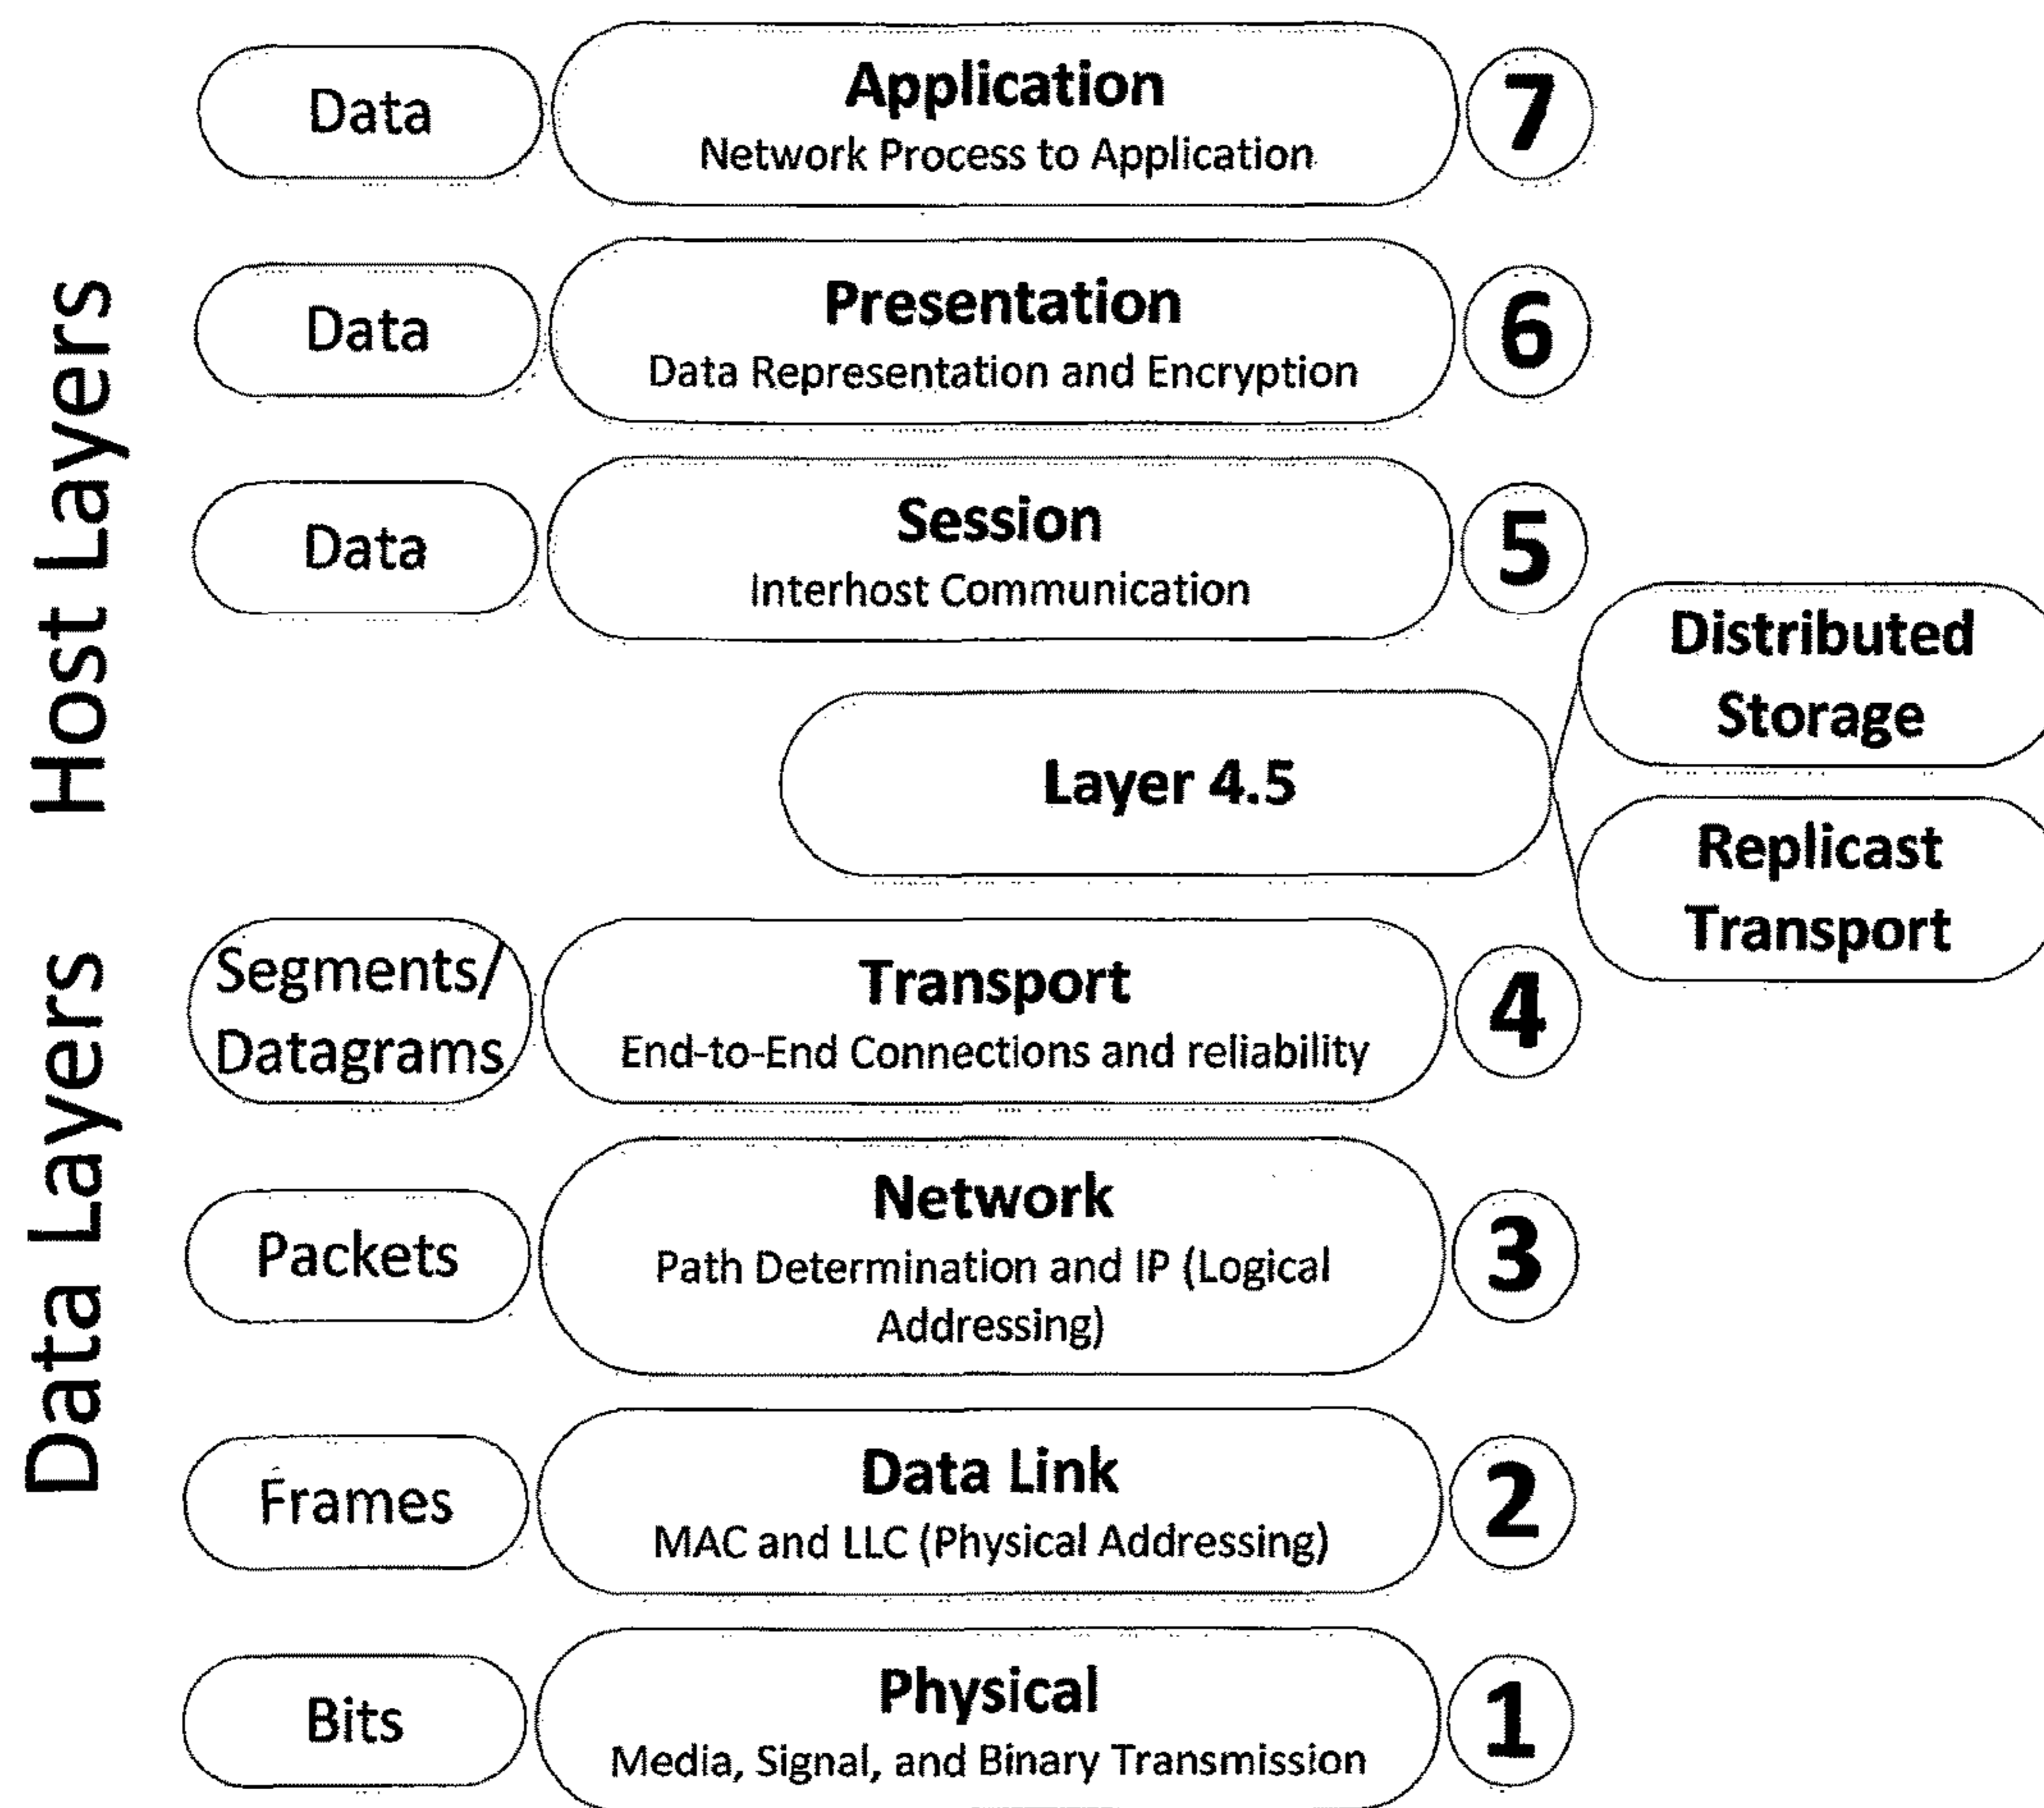 Host Layers
Data
Application
Network Process to Application
7
Data
Presentation
Data Representation and Encryption
6
Data
Session
Interhost Communication
5
Layer 4.5
Distributed
Storage
Replicast
Transport
Data Layers
Segments/
Datagrams
Transport
End-to-End Connections and reliability
4
Packets
Network
Path Determination and IP (Logical
Addressing)
3
Frames
Data Link
MAC and LLC (Physical Addressing)
2
Bits
Physical
Media, Signal, and Binary Transmission
1